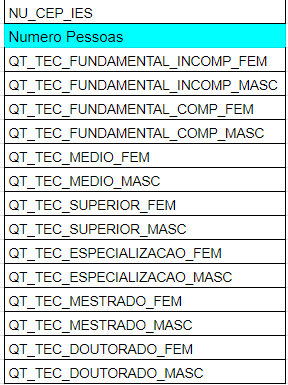 NU_CEP_IES
Numero Pessoas
QT_TEC_FUNDAMENTAL_INCOMP_FEM
QT_TEC_FUNDAMENTAL_INCOMP_MASC
QT_TEC_FUNDAMENTAL_COMP_FEM
QT_TEC_FUNDAMENTAL_COMP_MASC
QT_TEC_MEDIO_FEM
QT_TEC_MEDIO_MASC
QT_TEC_SUPERIOR_FEM
QT_TEC_SUPERIOR_MASC
QT_TEC_ESPECIALIZACAO_FEM
QT_TEC_ESPECIALIZACAO_MASC
QT_TEC_MESTRADO_FEM
QT_TEC_MESTRADO_MASC
QT_TEC_DOUTORADO_FEM
QT_TEC_DOUTORADO_MASC